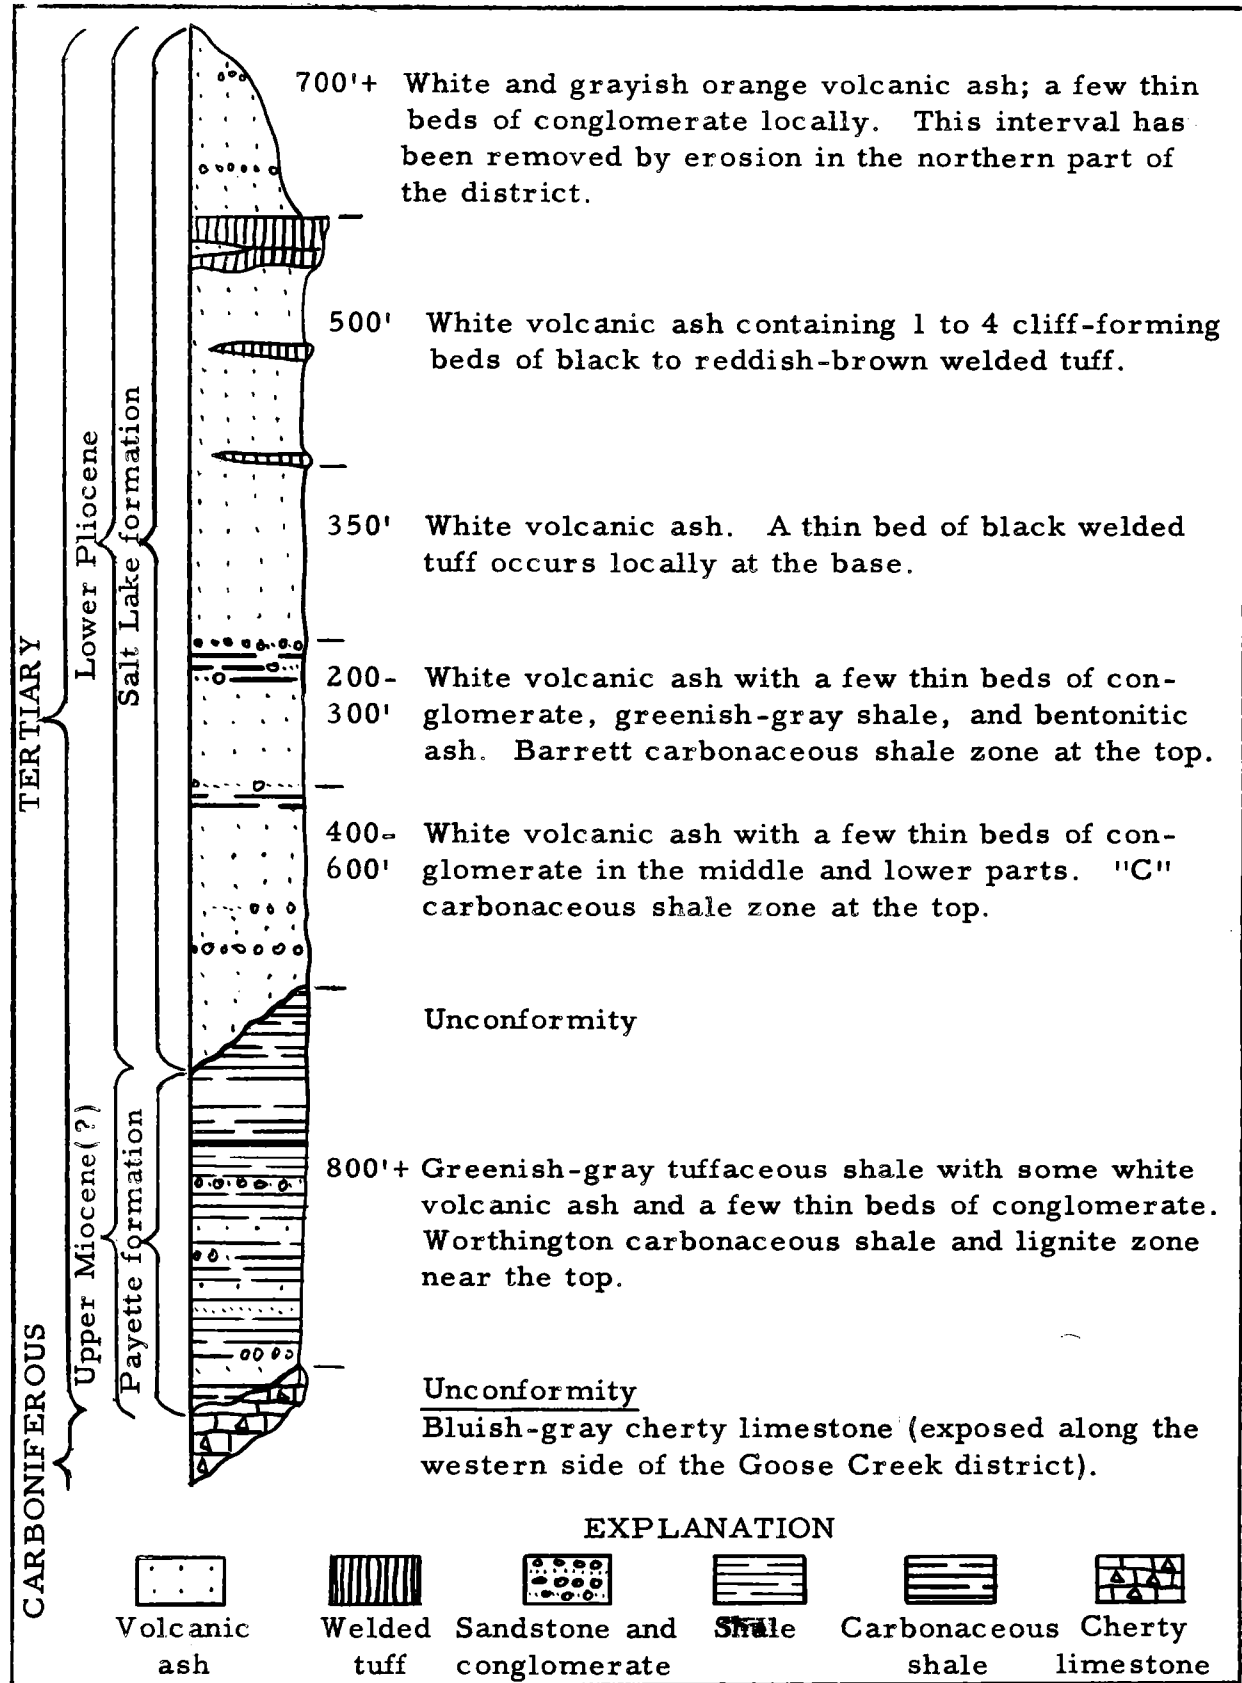 700'+ White and grayish orange volcanic ash; a few thin
beds of conglomerate locally. This interval has
been removed by erosion in the northern part of
the district.
500' White volcanic ash containing 1 to 4 cliff-forming
beds of black to reddish-brown welded tuff.
350' White volcanic ash. A thin bed of black welded
tuff occurs locally at the base.
200- White volcanic ash with a few thin beds of con-
300' glomerate, greenish-gray shale, and bentonitic
ash. Barrett carbonaceous shale zone at the top.
400- White volcanic ash with a few thin beds of con-
600' glomerate in the middle and lower parts. "C"
carbonaceous shale zone at the top.
Unconformity
800'+ Greenish-gray tuffaceous shale with some white
volcanic ash and a few thin beds of conglomerate.
Worthington carbonaceous shale and lignite zone
near the top.
Unconformity
Bluish-gray cherty limestone (exposed along the
western side of the Goose Creek district).
TERTIARY
CARBONIFEROUS
Lower Pliocene
Upper Miocene(?)
Salt Lake formation
Payette formation
EXPLANATION
Volcanic
ash
Welded
tuff
Sandstone and
conglomerate
Shale
Carbonaceous
shale
Cherty
limestone